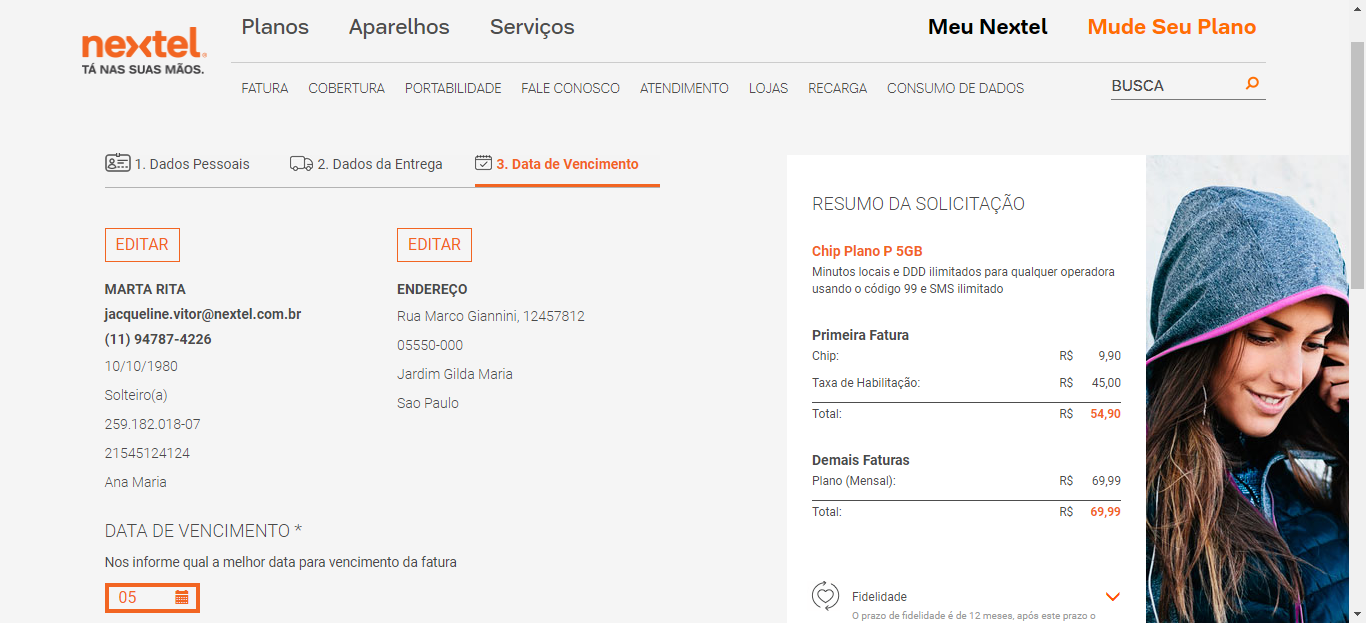 Planos Aparelhos Serviços Meu Nextel Mude Seu Plano
nextel
TÁ NAS SUAS MÃOS.
FATURA COBERTURA PORTABILIDADE FALE CONOSCO ATENDIMENTO LOJAS RECARGA CONSUMO DE DADOS BUSCA
1. Dados Pessoais 2. Dados da Entrega 3. Data de Vencimento
EDITAR
MARTA RITA
jacqueline.vitor@nextel.com.br
(11) 94787-4226
10/10/1980
Solteiro(a)
259.182.018-07
21545124124
Ana Maria
EDITAR
ENDEREÇO
Rua Marco Giannini, 12457812
05550-000
Jardim Gilda Maria
Sao Paulo
DATA DE VENCIMENTO *
Nos informe qual a melhor data para vencimento da fatura
05
RESUMO DA SOLICITAÇÃO
Chip Plano P 5GB
Minutos locais e DDD ilimitados para qualquer operadora
usando o código 99 e SMS ilimitado
Primeira Fatura
Chip: R$ 9,90
Taxa de Habilitação: R$ 45,00
Total: R$ 54,90
Demais Faturas
Plano (Mensal): R$ 69,99
Total: R$ 69,99
Fidelidade
O prazo de fidelidade é de 12 meses, após este prazo o